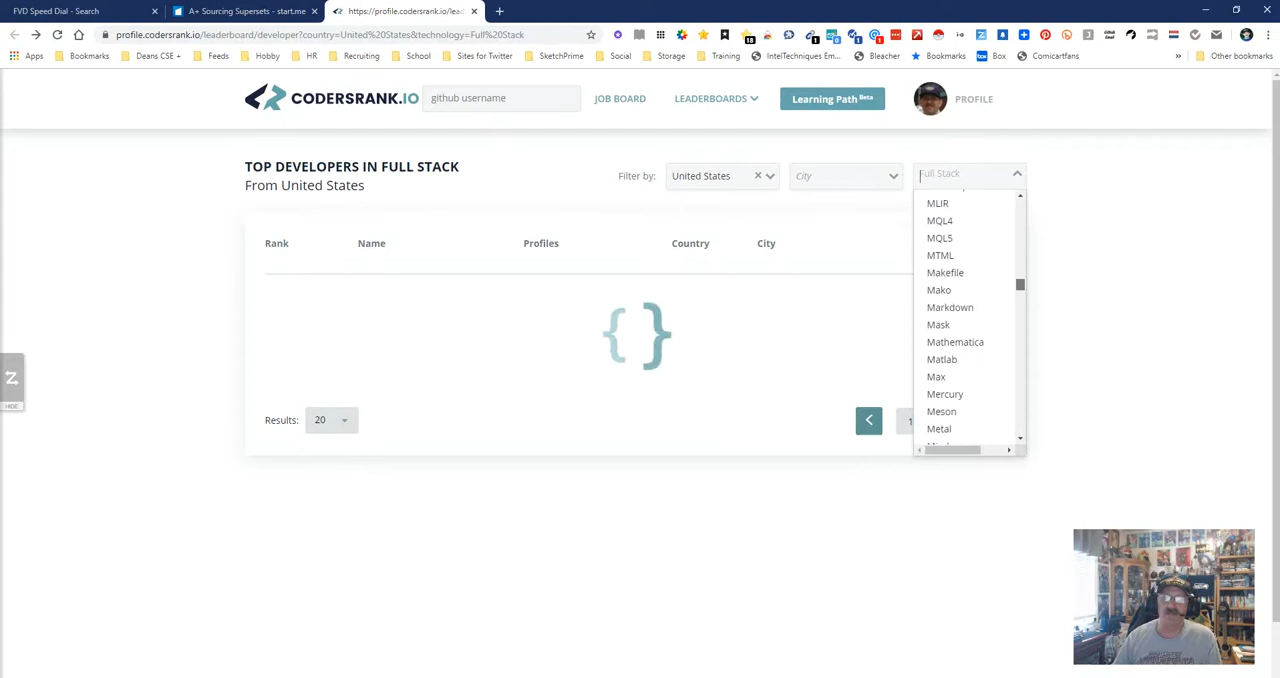 FVD Speed Dial - Search
A+ Sourcing Supersets - start.me
https://profile.codersrank.io/lea
profile.codersrank.io/leaderboard/developer?country=United%20States&technology=Full%20Stack
Apps
Bookmarks
Deans CSE +
Feeds
HR
Hobby
Recruiting
School
Sites for Twitter
SketchPrime
Social
Storage
Training
IntelTechniques Em...
Bleacher
Bookmarks
Box
Comicartfans
»
Other bookmarks
CODERSRANK.IO
github username
JOB BOARD
LEADERBOARDS
Learning Path Beta
PROFILE
TOP DEVELOPERS IN FULL STACK
From United States
Filter by:
United States
City
Full Stack
Rank
Name
Profiles
Country
City
MLIR
MQL4
MQL5
MTML
Makefile
Mako
Markdown
Mask
Mathematica
Matlab
Max
Mercury
Meson
Metal
{ }
Results:
20
1
HIDE